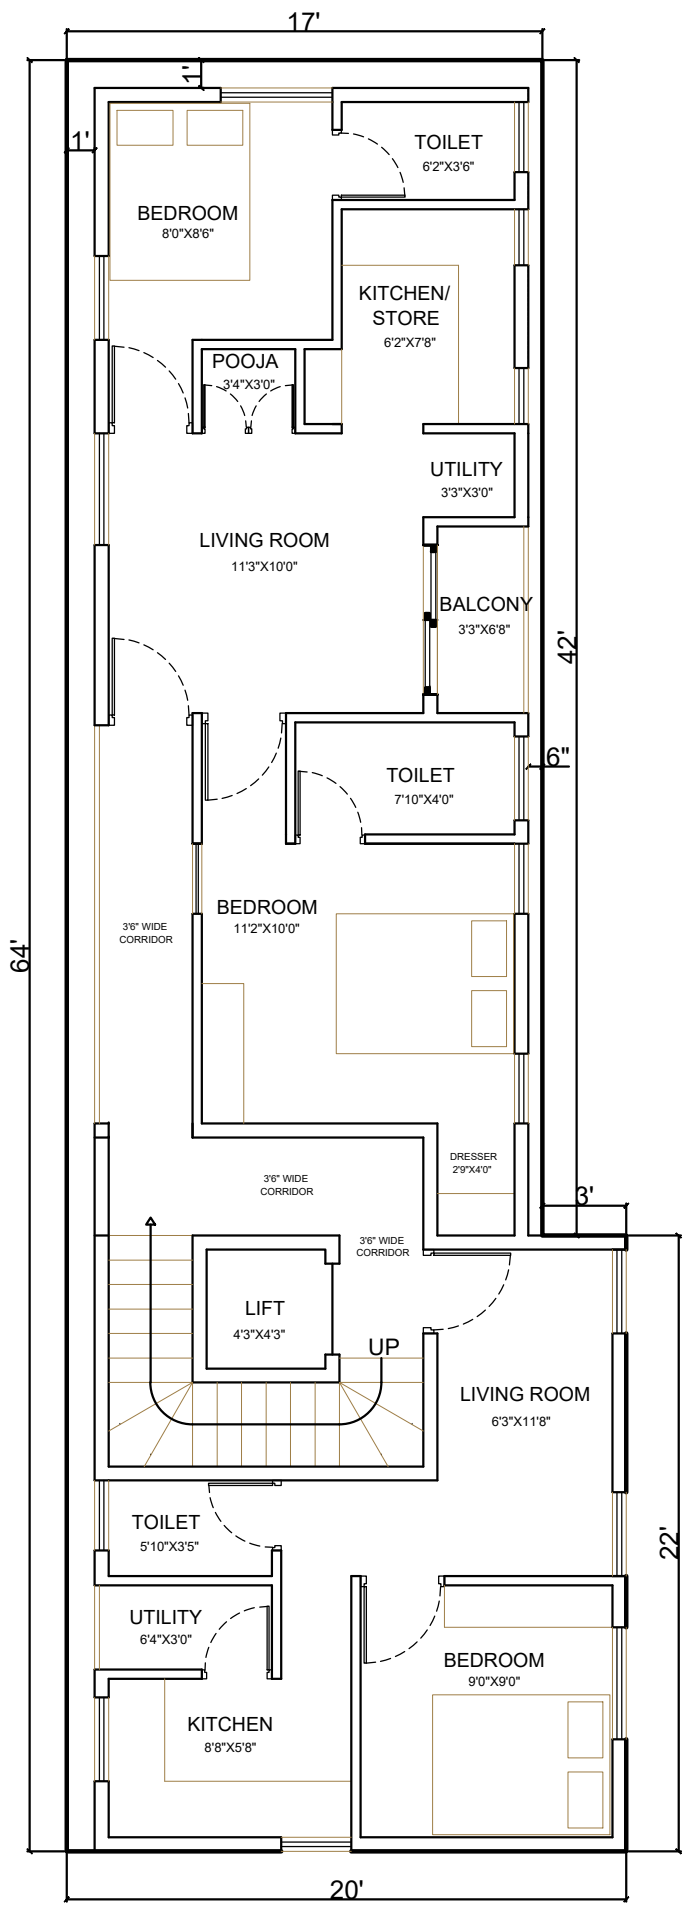 17'
1'
1'
TOILET
6'2"X3'6"
BEDROOM
8'0"X8'6"
KITCHEN/
STORE
6'2"X7'8"
POOJA
3'4"X3'0"
UTILITY
3'3"X3'0"
LIVING ROOM
11'3"X10'0"
BALCONY
3'3"X6'8"
42'
6"
TOILET
7'10"X4'0"
BEDROOM
11'2"X10'0"
3'6" WIDE
CORRIDOR
64'
DRESSER
2'9"X4'0"
3'6" WIDE
CORRIDOR
3'
3'6" WIDE
CORRIDOR
LIFT
4'3"X4'3"
UP
LIVING ROOM
6'3"X11'8"
TOILET
5'10"X3'5"
22'
UTILITY
6'4"X3'0"
BEDROOM
9'0"X9'0"
KITCHEN
8'8"X5'8"
20'